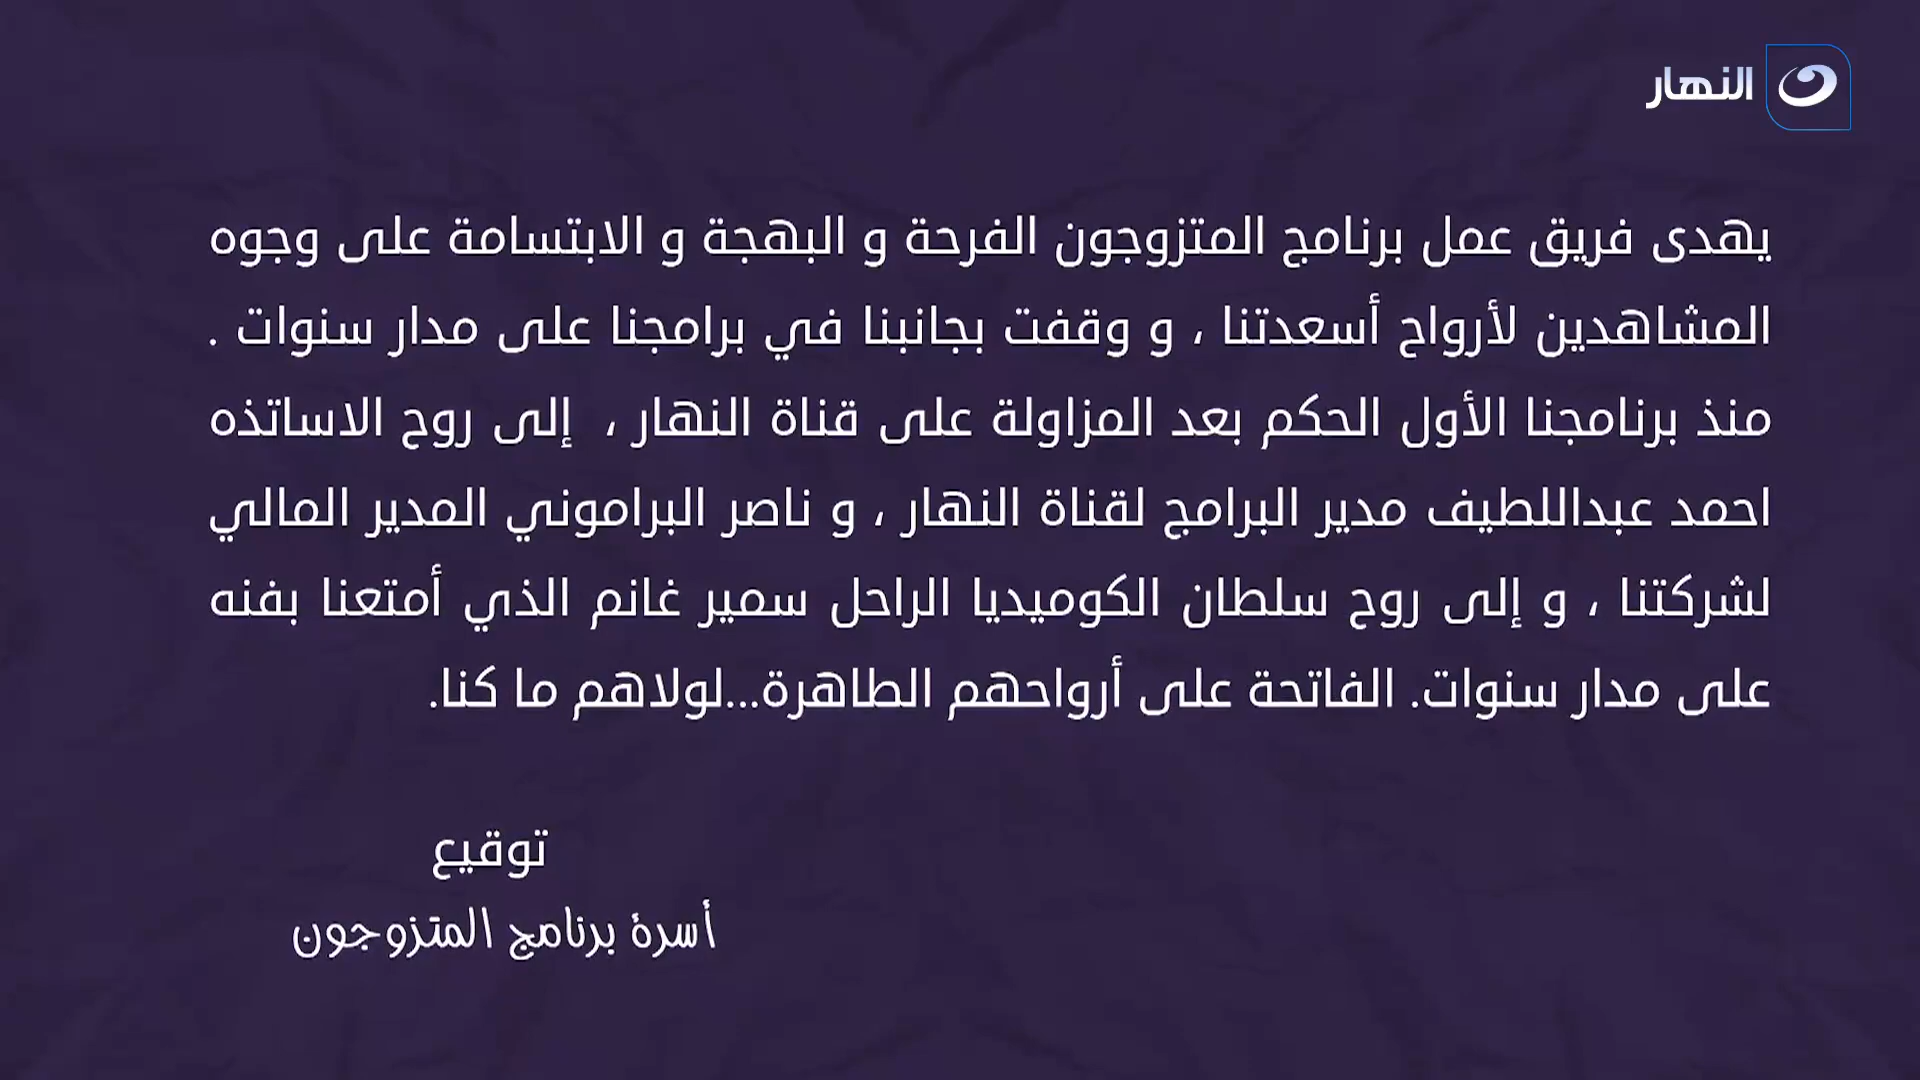 النهار
يهدى فريق عمل برنامج المتزوجون الفرحة و البهجة و الابتسامة على وجوه
المشاهدين لأرواح أسعدتنا ، و وقفت بجانبنا في برامجنا على مدار سنوات .
منذ برنامجنا الأول الحكم بعد المزاولة على قناة النهار ، إلى روح الاساتذه
احمد عبداللطيف مدير البرامج لقناة النهار ، و ناصر البراموني المدير المالي
لشركتنا ، و إلى روح سلطان الكوميديا الراحل سمير غانم الذي أمتعنا بفنه
على مدار سنوات. الفاتحة على أرواحهم الطاهرة...لولاهم ما كنا.
توقيع
أسرة برنامج المتزوجون